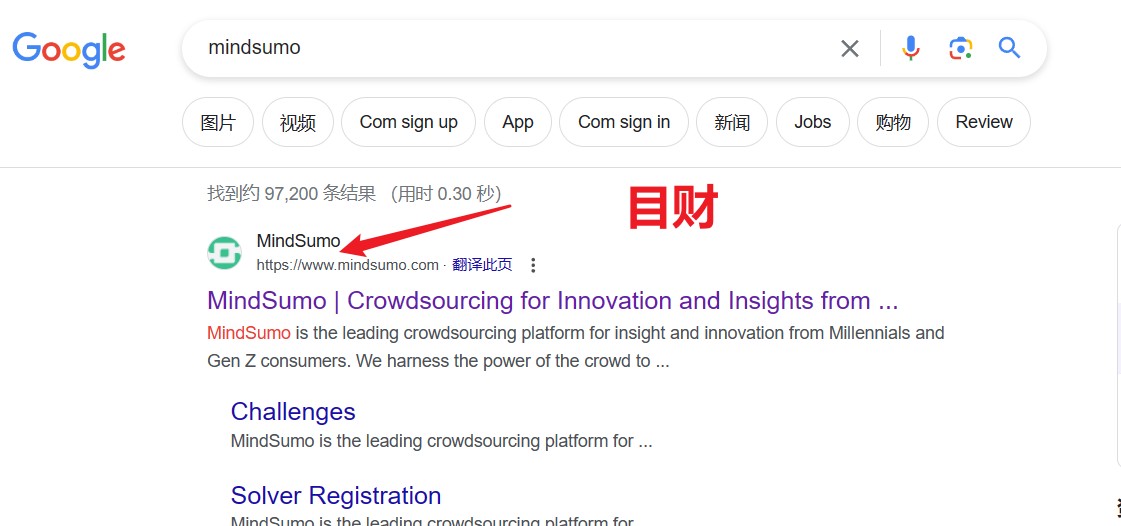 Google
mindsumo
图片 视频 Com sign up App Com sign in 新闻 Jobs 购物 Review
找到约 97,200 条结果 （用时 0.30 秒）
目财
MindSumo
https://www.mindsumo.com · 翻译此页
MindSumo | Crowdsourcing for Innovation and Insights from ...
MindSumo is the leading crowdsourcing platform for insight and innovation from Millennials and
Gen Z consumers. We harness the power of the crowd to ...
Challenges
MindSumo is the leading crowdsourcing platform for ...
Solver Registration
MindSumo is the leading crowdsourcing platform for